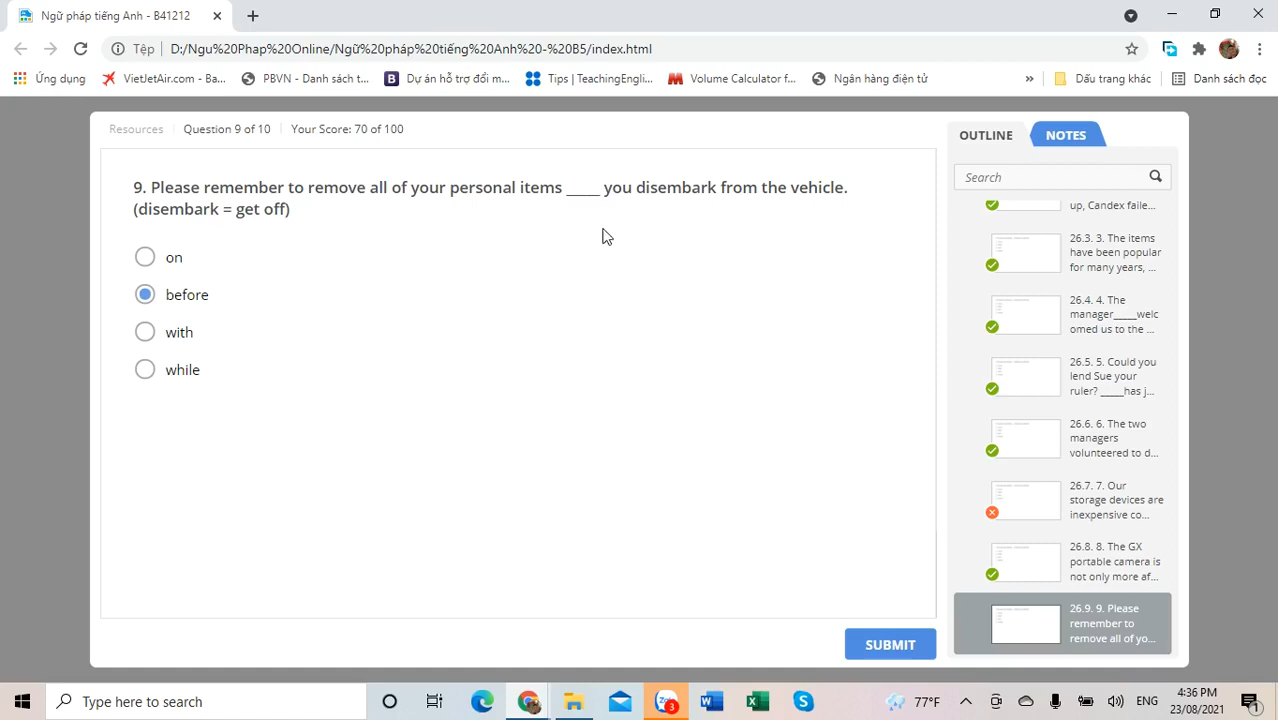 Ngữ pháp tiếng Anh - B41212
Tệp
D:/Ngu%20Phap%20Online/Ngữ%20pháp%20tiếng%20Anh%20-%20B5/index.html
Ứng dụng
VietJetAir.com - Ba...
PBVN - Danh sách t...
B
Dự án hỗ trợ đổi m...
Tips | TeachingEngli...
Volume Calculator f...
Ngân hàng điện tử
»
Dấu trang khác
Danh sách đọc
Resources
Question 9 of 10
Your Score: 70 of 100
9. Please remember to remove all of your personal items _____ you disembark from the vehicle.
(disembark = get off)
on
before
with
while
SUBMIT
OUTLINE
NOTES
Search
up, Candex faile...
26.3. 3. The items
have been popular
for many years, ...
26.4. 4. The
manager_____welc
omed us to the ...
26.5. 5. Could you
lend Sue your
ruler? _____has j...
26.6. 6. The two
managers
volunteered to d...
26.7. 7. Our
storage devices are
inexpensive co...
26.8. 8. The GX
portable camera is
not only more af...
26.9. 9. Please
remember to
remove all of yo...
Type here to search
Zalo
3
77°F
ENG
4:36 PM
23/08/2021
1